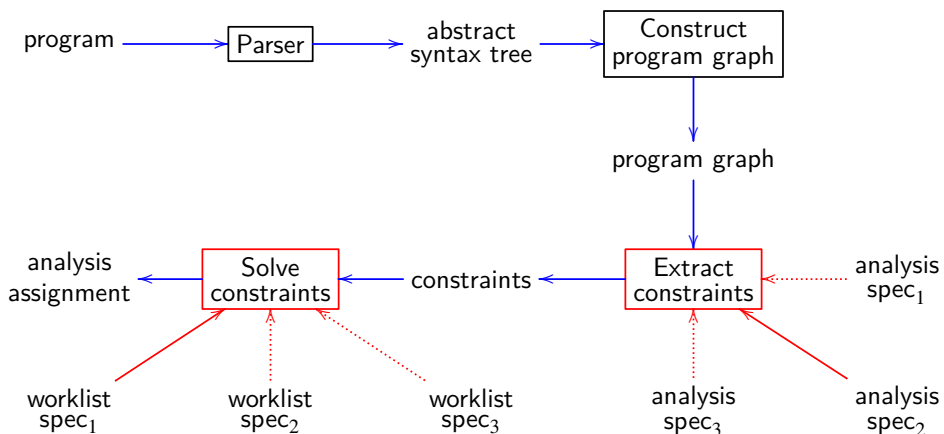 program
Parser
abstract
syntax tree
Construct
program graph
program graph
analysis
assignment
Solve
constraints
constraints
Extract
constraints
analysis
spec₁
worklist
spec₁
worklist
spec₂
worklist
spec₃
analysis
spec₃
analysis
spec₂